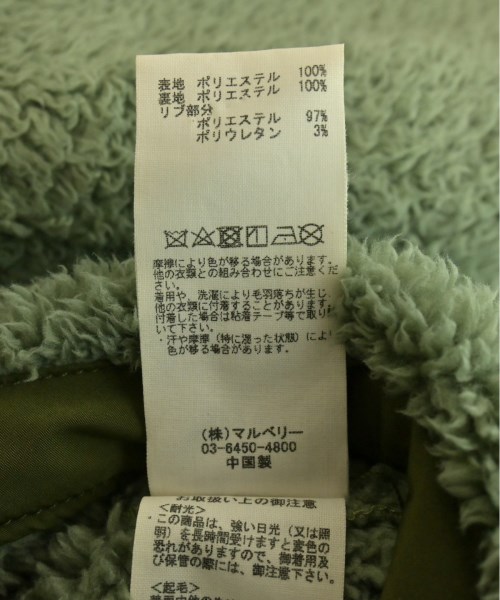 表地 ポリエステル 100%
裏地 ポリエステル 100%
リブ部分
ポリエステル 97%
ポリウレタン 3%
摩擦により色が移る場合があります。
他の衣類との組み合わせにご注意くだ
さい。
着用や、洗濯により毛羽落ちが生じ、
他の衣類に付着することがあります。
付着した場合は粘着テープ等で取り除
いて下さい。
・汗や摩擦（特に湿った状態）により
色が移る場合があります。
(株)マルベリー
03-6450-4800
中国製
お取扱い上の御注意
＜耐光＞
・この商品は、強い日光（又は照
明）を長時間受けますと変色の
恐れがありますので、御着用及
び保管の際には、御注意下さい。
＜起毛＞